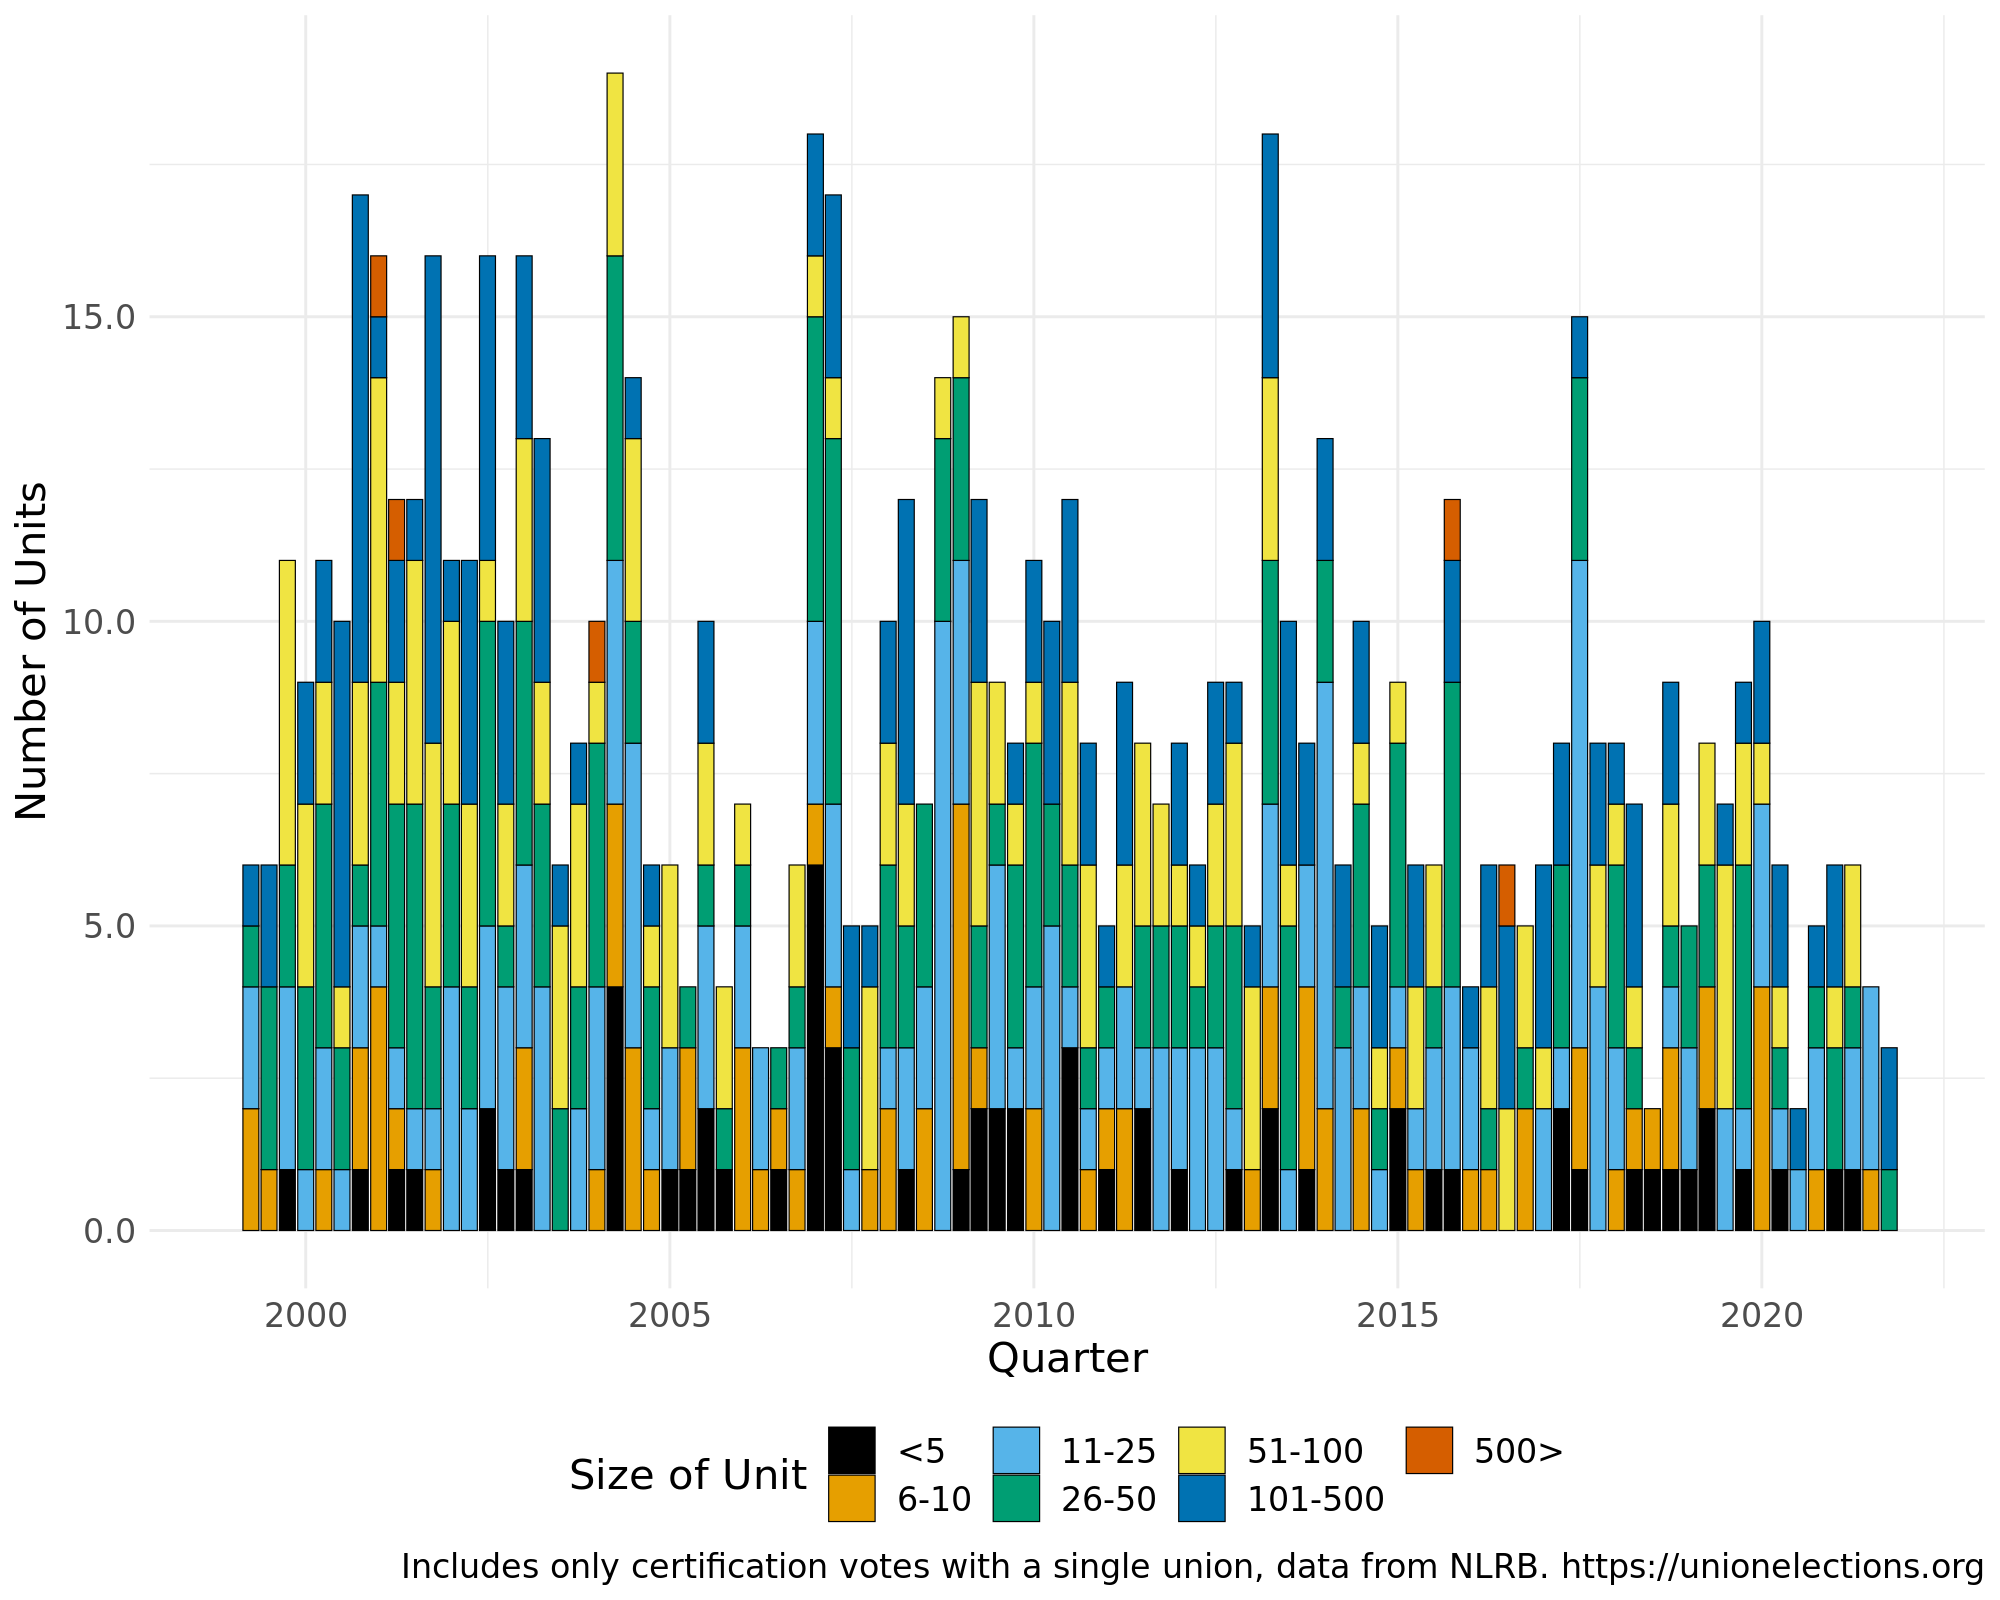 15.0
10.0
5.0
0.0
Number of Units
2000 2005 2010 2015 2020
Quarter
Size of Unit
<5 11-25 51-100 500>
6-10 26-50 101-500
Includes only certification votes with a single union, data from NLRB. https://unionelections.org